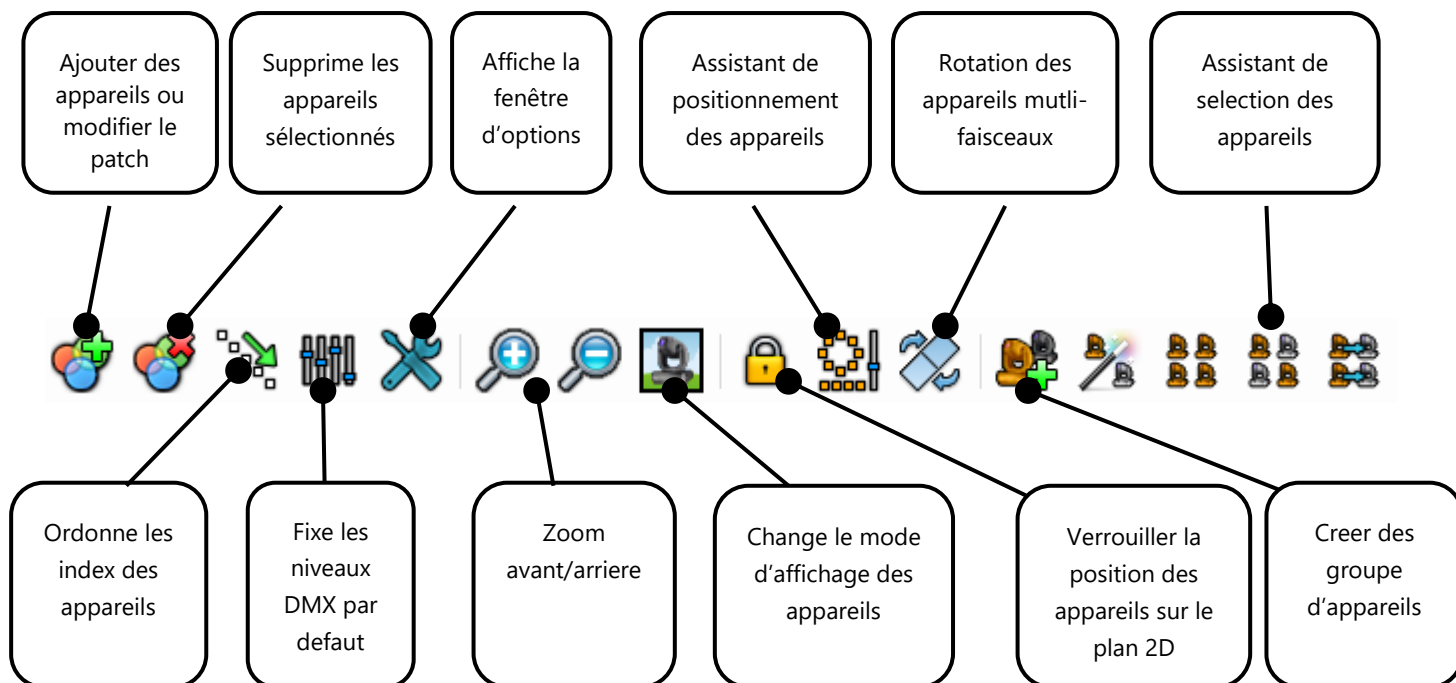 Ajouter des
appareils ou
modifier le
patch
Supprime les
appareils
sélectionnés
Affiche la
fenêtre
d’options
Assistant de
positionnement
des appareils
Rotation des
appareils mutli-
faisceaux
Assistant de
selection des
appareils
Ordonne les
index des
appareils
Fixe les
niveaux
DMX par
defaut
Zoom
avant/arriere
Change le mode
d’affichage des
appareils
Verrouiller la
position des
appareils sur le
plan 2D
Creer des
groupe
d’appareils